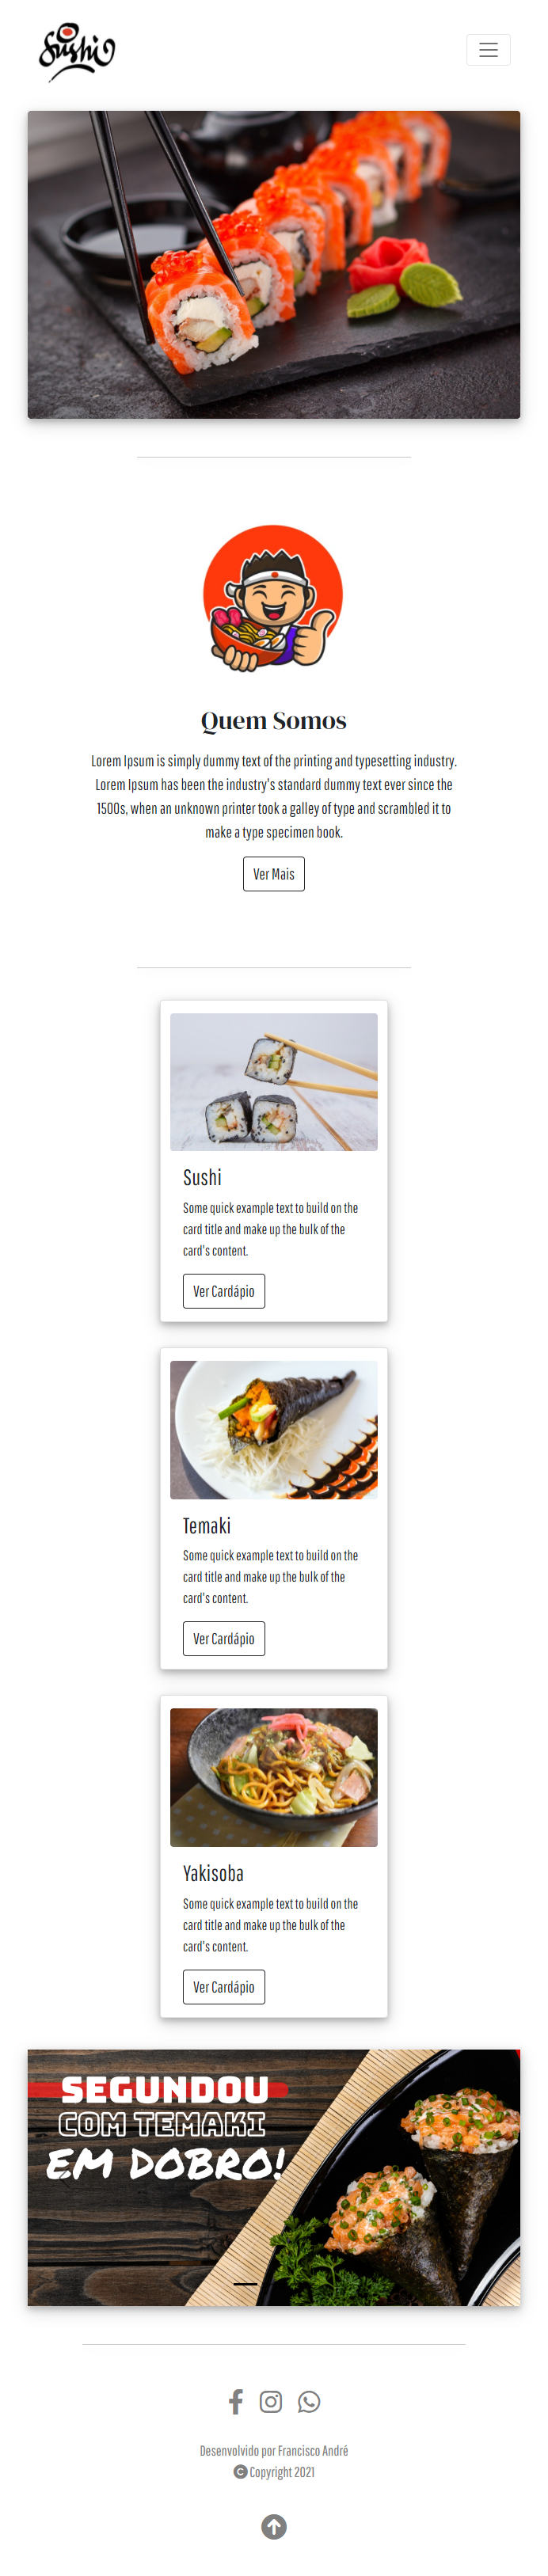 Sushi
Quem Somos
Lorem Ipsum is simply dummy text of the printing and typesetting industry.
Lorem Ipsum has been the industry's standard dummy text ever since the
1500s, when an unknown printer took a galley of type and scrambled it to
make a type specimen book.
Ver Mais
Sushi
Some quick example text to build on the
card title and make up the bulk of the
card's content.
Ver Cardápio
Temaki
Some quick example text to build on the
card title and make up the bulk of the
card's content.
Ver Cardápio
Yakisoba
Some quick example text to build on the
card title and make up the bulk of the
card's content.
Ver Cardápio
SEGUNDOU
COM TEMAKI
EM DOBRO!
Desenvolvido por Francisco André
© Copyright 2021